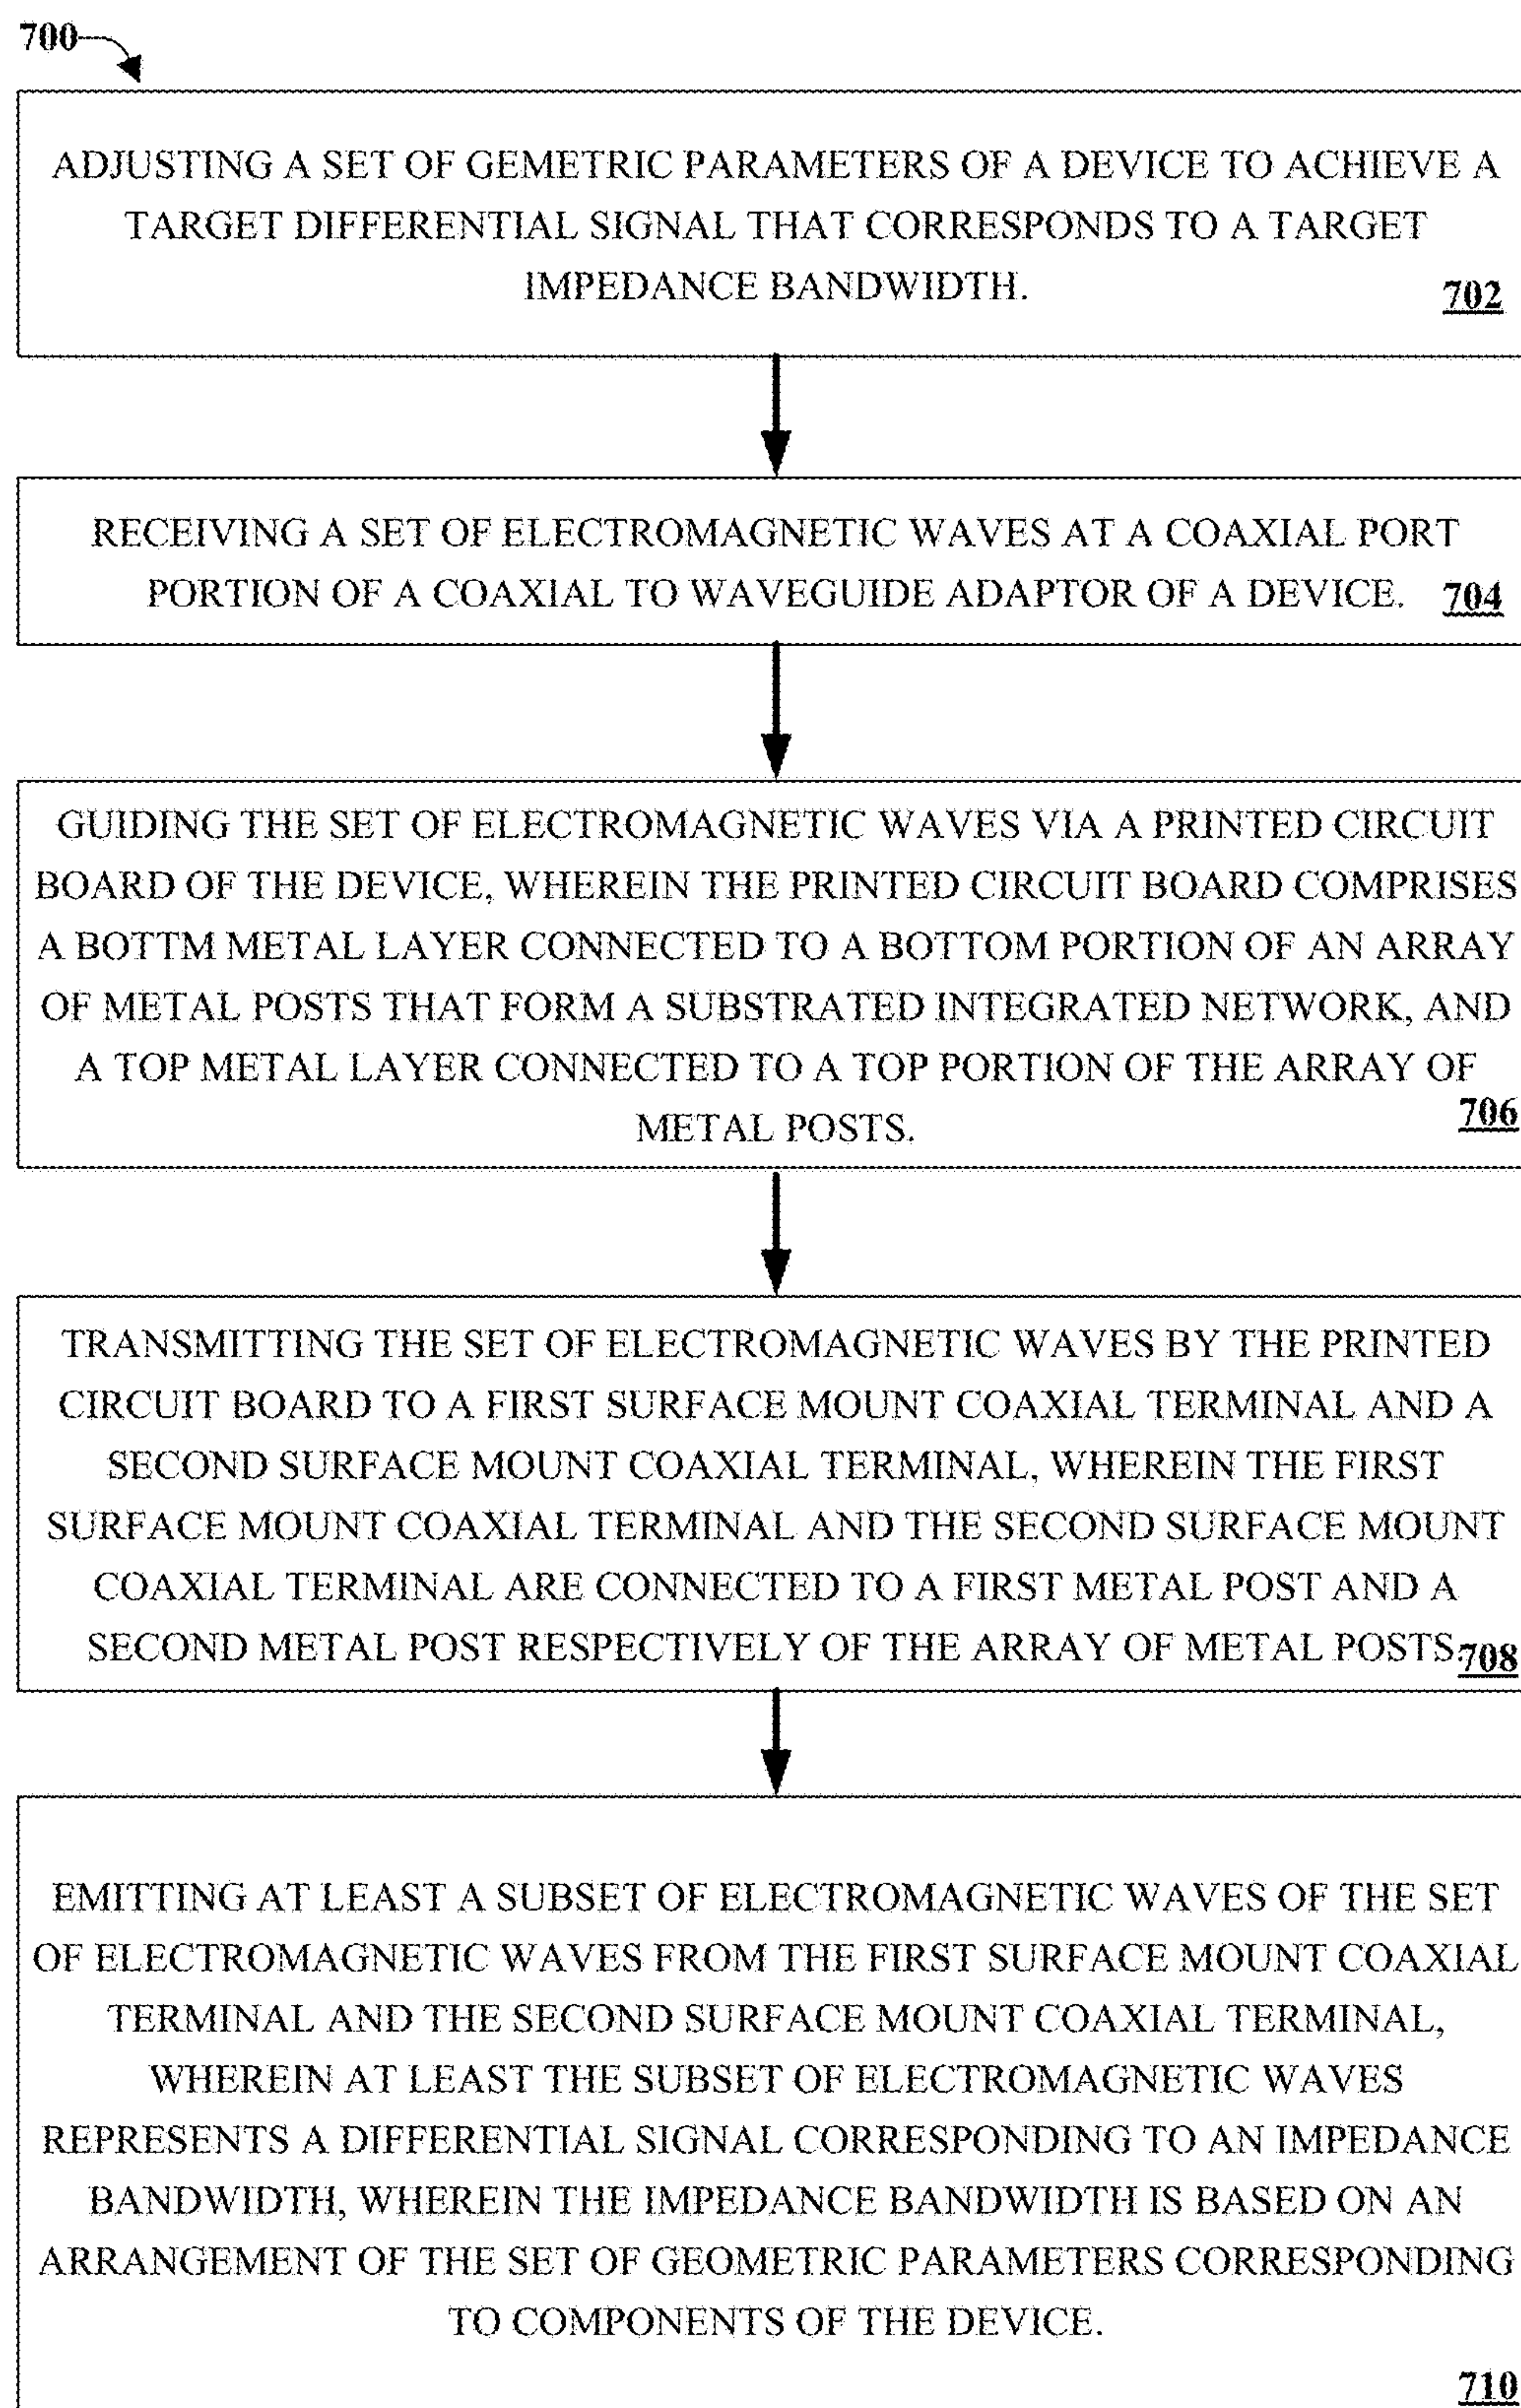 700
ADJUSTING A SET OF GEMETRIC PARAMETERS OF A DEVICE TO ACHIEVE A
TARGET DIFFERENTIAL SIGNAL THAT CORRESPONDS TO A TARGET
IMPEDANCE BANDWIDTH.
702
RECEIVING A SET OF ELECTROMAGNETIC WAVES AT A COAXIAL PORT
PORTION OF A COAXIAL TO WAVEGUIDE ADAPTOR OF A DEVICE. 704
GUIDING THE SET OF ELECTROMAGNETIC WAVES VIA A PRINTED CIRCUIT
BOARD OF THE DEVICE, WHEREIN THE PRINTED CIRCUIT BOARD COMPRISES
A BOTTM METAL LAYER CONNECTED TO A BOTTOM PORTION OF AN ARRAY
OF METAL POSTS THAT FORM A SUBSTRATED INTEGRATED NETWORK, AND
A TOP METAL LAYER CONNECTED TO A TOP PORTION OF THE ARRAY OF
METAL POSTS.
706
TRANSMITTING THE SET OF ELECTROMAGNETIC WAVES BY THE PRINTED
CIRCUIT BOARD TO A FIRST SURFACE MOUNT COAXIAL TERMINAL AND A
SECOND SURFACE MOUNT COAXIAL TERMINAL, WHEREIN THE FIRST
SURFACE MOUNT COAXIAL TERMINAL AND THE SECOND SURFACE MOUNT
COAXIAL TERMINAL ARE CONNECTED TO A FIRST METAL POST AND A
SECOND METAL POST RESPECTIVELY OF THE ARRAY OF METAL POSTS.
708
EMITTING AT LEAST A SUBSET OF ELECTROMAGNETIC WAVES OF THE SET
OF ELECTROMAGNETIC WAVES FROM THE FIRST SURFACE MOUNT COAXIAL
TERMINAL AND THE SECOND SURFACE MOUNT COAXIAL TERMINAL,
WHEREIN AT LEAST THE SUBSET OF ELECTROMAGNETIC WAVES
REPRESENTS A DIFFERENTIAL SIGNAL CORRESPONDING TO AN IMPEDANCE
BANDWIDTH, WHEREIN THE IMPEDANCE BANDWIDTH IS BASED ON AN
ARRANGEMENT OF THE SET OF GEOMETRIC PARAMETERS CORRESPONDING
TO COMPONENTS OF THE DEVICE.
710